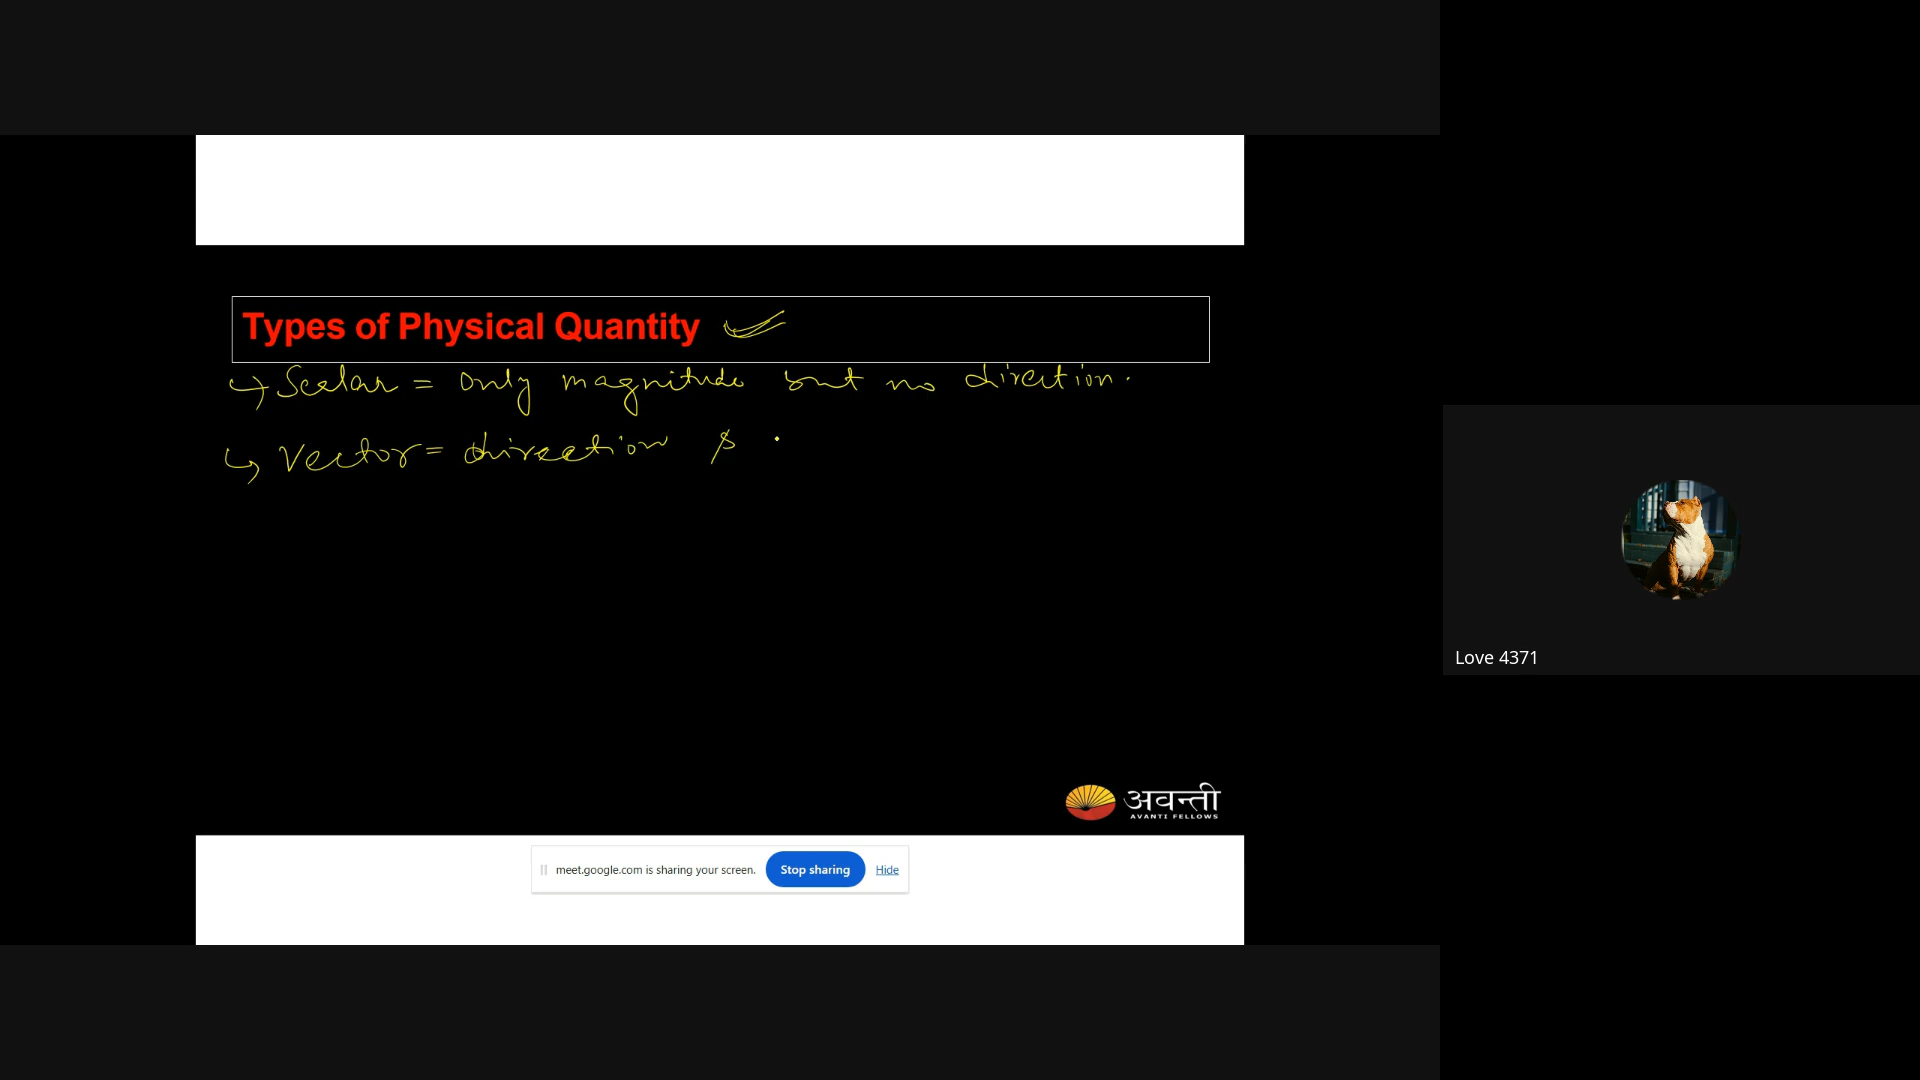 Types of Physical Quantity
Scalar = only magnitude but no direction.
Vector = direction &
Love 4371
अवन्ती
AVANTI FELLOWS
meet.google.com is sharing your screen. Stop sharing Hide